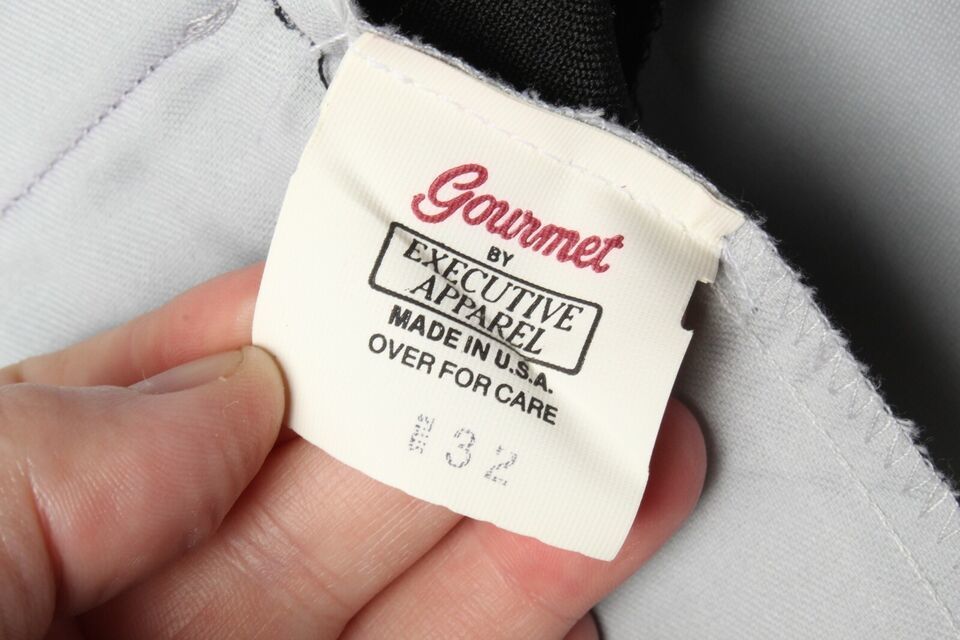 Gourmet
BY
EXECUTIVE
APPAREL
MADE IN U.S.A.
OVER FOR CARE
32